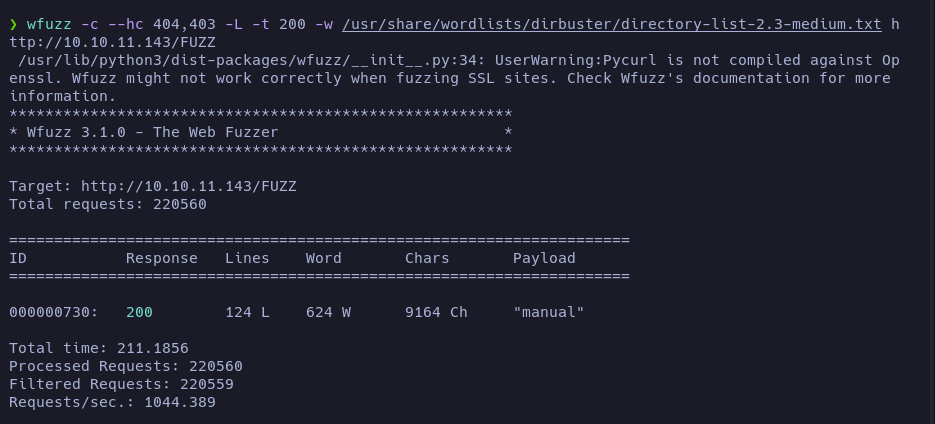 ❯ wfuzz -c --hc 404,403 -L -t 200 -w /usr/share/wordlists/dirbuster/directory-list-2.3-medium.txt h
ttp://10.10.11.143/FUZZ
 /usr/lib/python3/dist-packages/wfuzz/__init__.py:34: UserWarning:Pycurl is not compiled against Op
enssl. Wfuzz might not work correctly when fuzzing SSL sites. Check Wfuzz's documentation for more
information.
********************************************************
* Wfuzz 3.1.0 - The Web Fuzzer                         *
********************************************************

Target: http://10.10.11.143/FUZZ
Total requests: 220560

=====================================================================
ID           Response   Lines    Word       Chars       Payload
=====================================================================

000000730:   200        124 L    624 W      9164 Ch     "manual"

Total time: 211.1856
Processed Requests: 220560
Filtered Requests: 220559
Requests/sec.: 1044.389